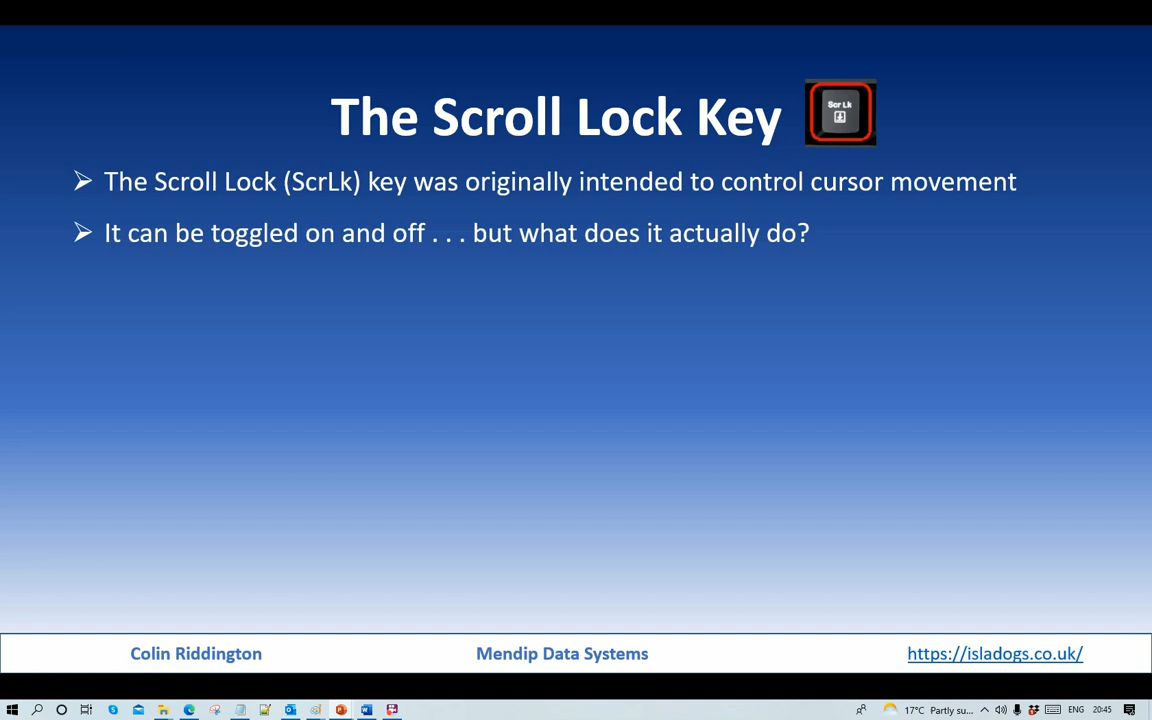 The Scroll Lock Key
Scr Lk
The Scroll Lock (ScrLk) key was originally intended to control cursor movement
It can be toggled on and off . . . but what does it actually do?
Colin Riddington
Mendip Data Systems
https://isladogs.co.uk/
17°C Partly su...
ENG
20:45